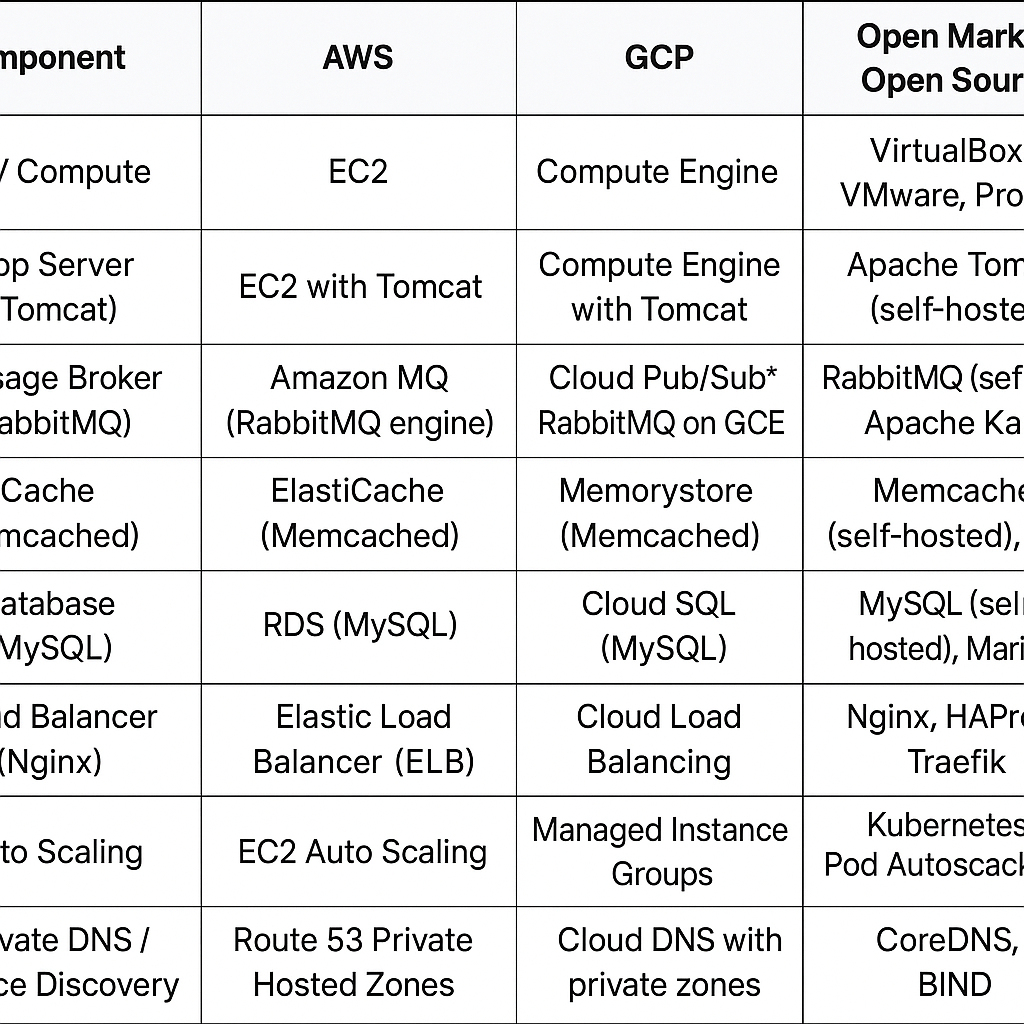 mponent
AWS
GCP
Open Mark
Open Sour
/ Compute
EC2
Compute Engine
VirtualBox
VMware, Pro
pp Server
Tomcat)
EC2 with Tomcat
Compute Engine
with Tomcat
Apache Tom
(self-hoste
sage Broker
abbitMQ)
Amazon MQ
(RabbitMQ engine)
Cloud Pub/Sub*
RabbitMQ on GCE
RabbitMQ (sef
Apache Ka
Cache
mcached)
ElastiCache
(Memcached)
Memorystore
(Memcached)
Memcache
(self-hosted),
atabase
MySQL)
RDS (MySQL)
Cloud SQL
(MySQL)
MySQL (sel
hosted), Mari
d Balancer
(Nginx)
Elastic Load
Balancer (ELB)
Cloud Load
Balancing
Nginx, HAPr
Traefik
to Scaling
EC2 Auto Scaling
Managed Instance
Groups
Kubernetes
Pod Autoscack
vate DNS /
ce Discovery
Route 53 Private
Hosted Zones
Cloud DNS with
private zones
CoreDNS,
BIND